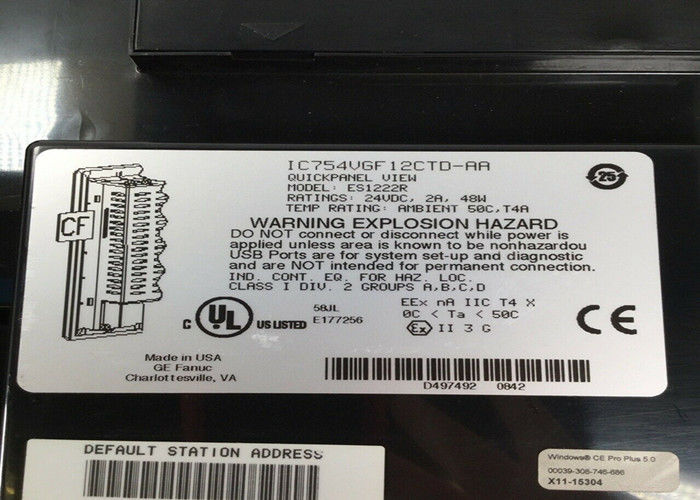 IC754VGF12CTD-AA
QUICKPANEL VIEW
MODEL: ES1222R
RATINGS: 24VDC, 2A, 48W
TEMP RATING: AMBIENT 50C,T4A
25
CF
WARNING EXPLOSION HAZARD
DO NOT connect or disconnect while power is
applied unless area is known to be nonhazardou
USB Ports are for system set-up and diagnostic
and are NOT intended for permanent connection.
IND. CONT. EQ. FOR HAZ. LOC.
CLASS I DIV. 2 GROUPS A,B,C,D
C UL US LISTED
58JL
E177256
EEx nA IIC T4 X
0C < Ta < 50C
Ex II 3 G
CE
Made in USA
GE Fanuc
Charlottesville, VA
D497492 0842
DEFAULT STATION ADDRESS
Windows® CE Pro Plus 5.0
00039-308-746-686
X11-15304